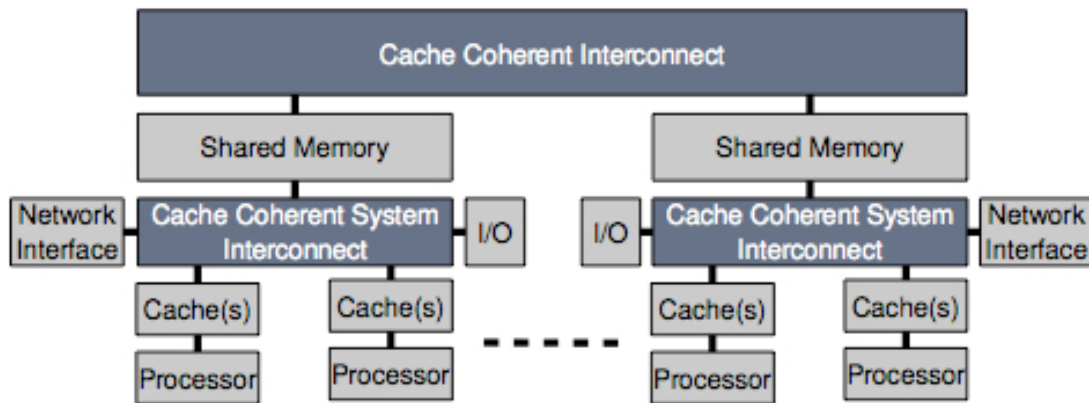 Cache Coherent Interconnect
Shared Memory
Shared Memory
Network
Interface
Cache Coherent System
Interconnect
I/O
I/O
Cache Coherent System
Interconnect
Network
Interface
Cache(s)
Cache(s)
Cache(s)
Cache(s)
Processor
Processor
Processor
Processor